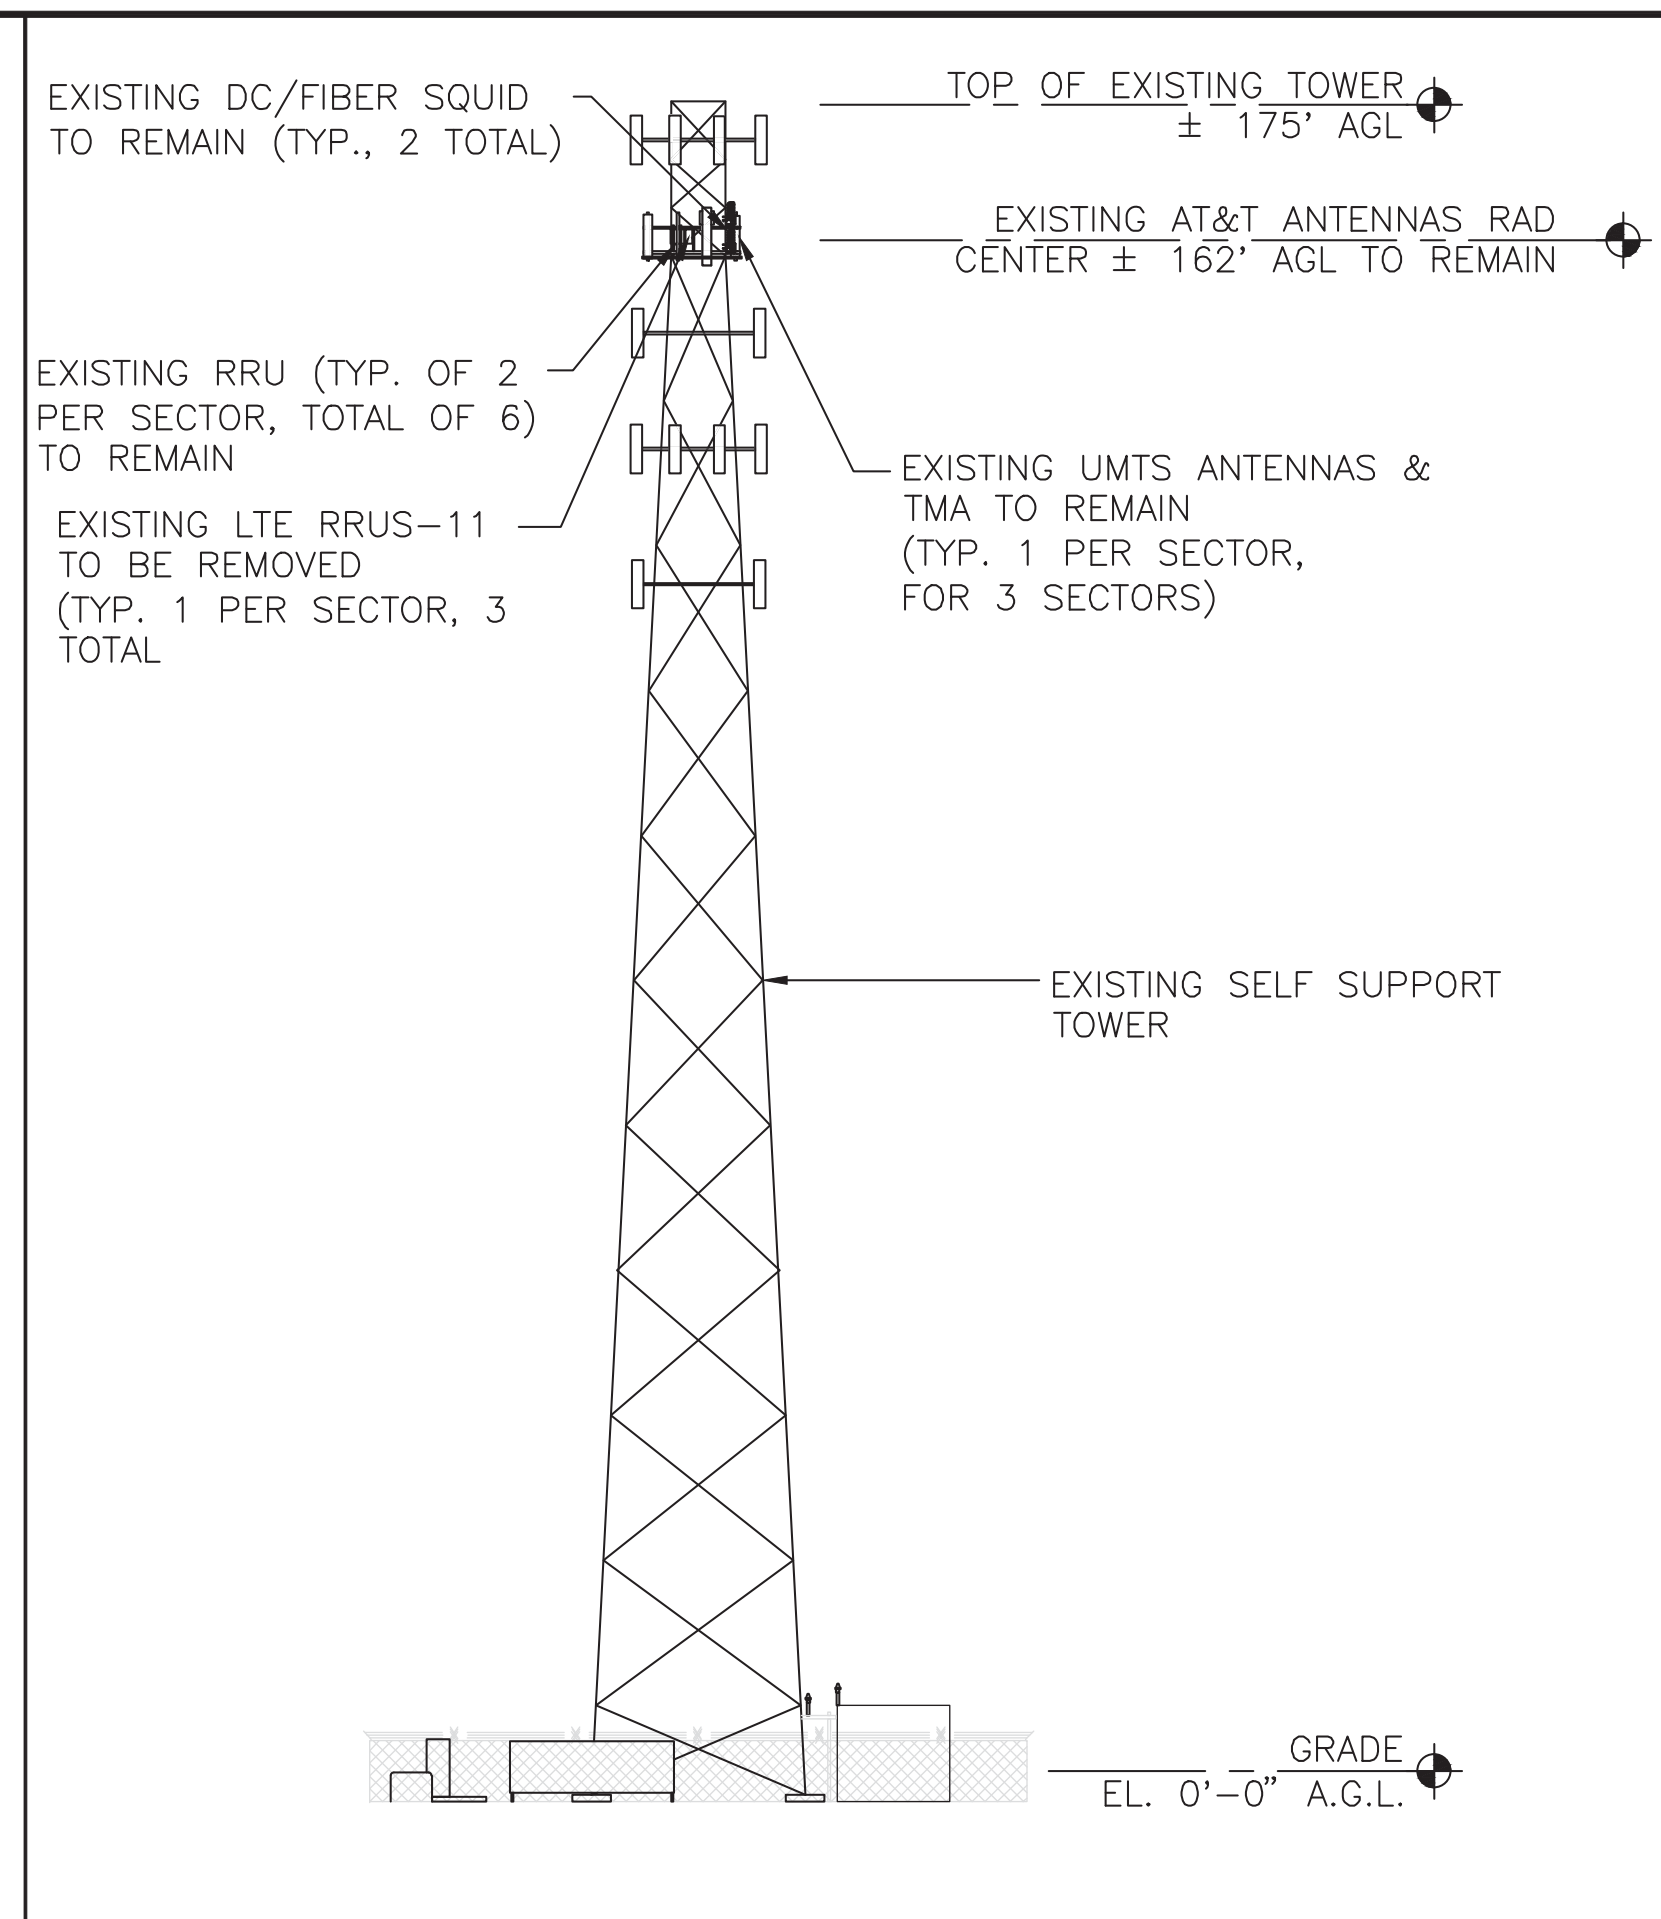 EXISTING DC/FIBER SQUID
TO REMAIN (TYP., 2 TOTAL)
TOP OF EXISTING TOWER
± 175' AGL
EXISTING AT&T ANTENNAS RAD
CENTER ± 162' AGL TO REMAIN
EXISTING RRU (TYP. OF 2
PER SECTOR, TOTAL OF 6)
TO REMAIN
EXISTING LTE RRUS-11
TO BE REMOVED
(TYP. 1 PER SECTOR, 3
TOTAL
EXISTING UMTS ANTENNAS &
TMA TO REMAIN
(TYP. 1 PER SECTOR,
FOR 3 SECTORS)
EXISTING SELF SUPPORT
TOWER
GRADE
EL. 0'-0" A.G.L.